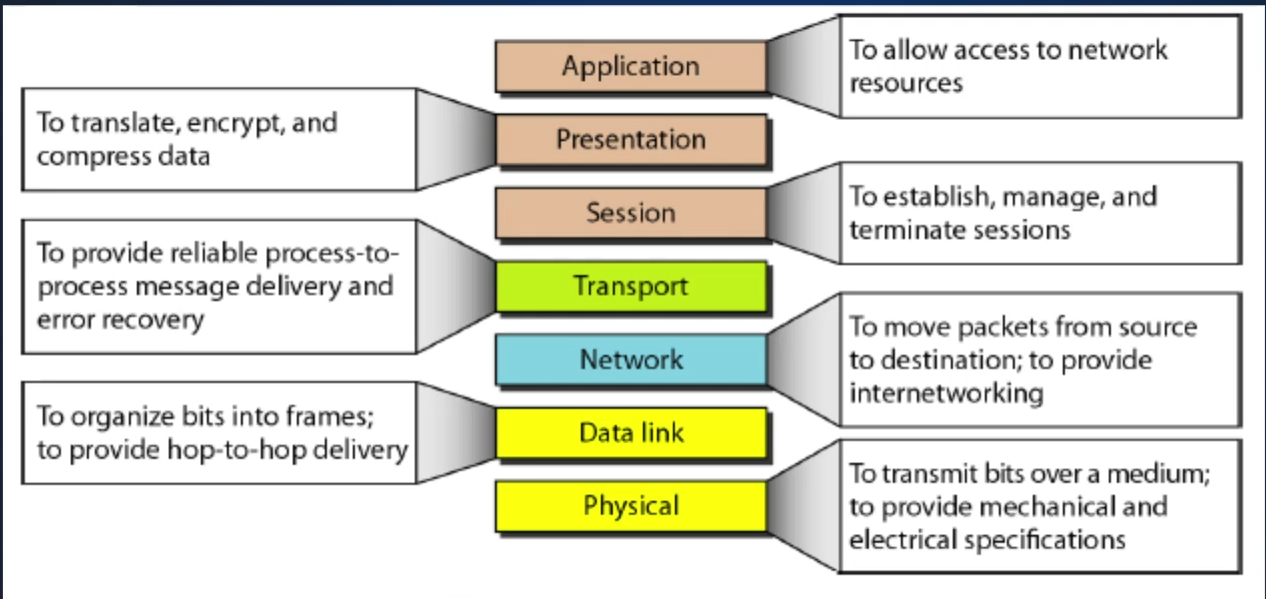 Application
To allow access to network
resources
To translate, encrypt, and
compress data
Presentation
Session
To establish, manage, and
terminate sessions
To provide reliable process-to-
process message delivery and
error recovery
Transport
Network
To move packets from source
to destination; to provide
internetworking
To organize bits into frames;
to provide hop-to-hop delivery
Data link
Physical
To transmit bits over a medium;
to provide mechanical and
electrical specifications